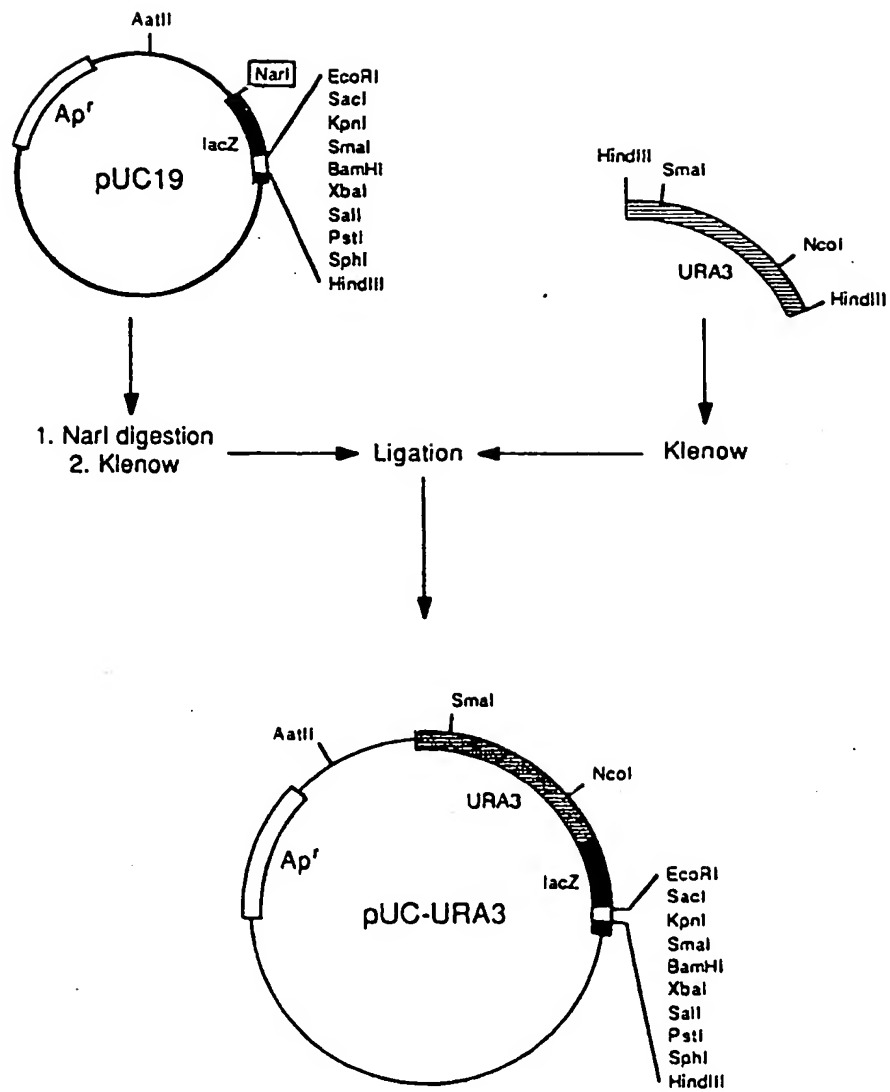 AatII
NarI
Apʳ
lacZ
pUC19
EcoRI
SacI
KpnI
SmaI
BamHI
XbaI
SalI
PstI
SphI
HindIII
HindIII
SmaI
NcoI
URA3
HindIII
1. NarI digestion
2. Klenow
Ligation
Klenow
SmaI
AatII
NcoI
URA3
Apʳ
lacZ
pUC-URA3
EcoRI
SacI
KpnI
SmaI
BamHI
XbaI
SalI
PstI
SphI
HindIII